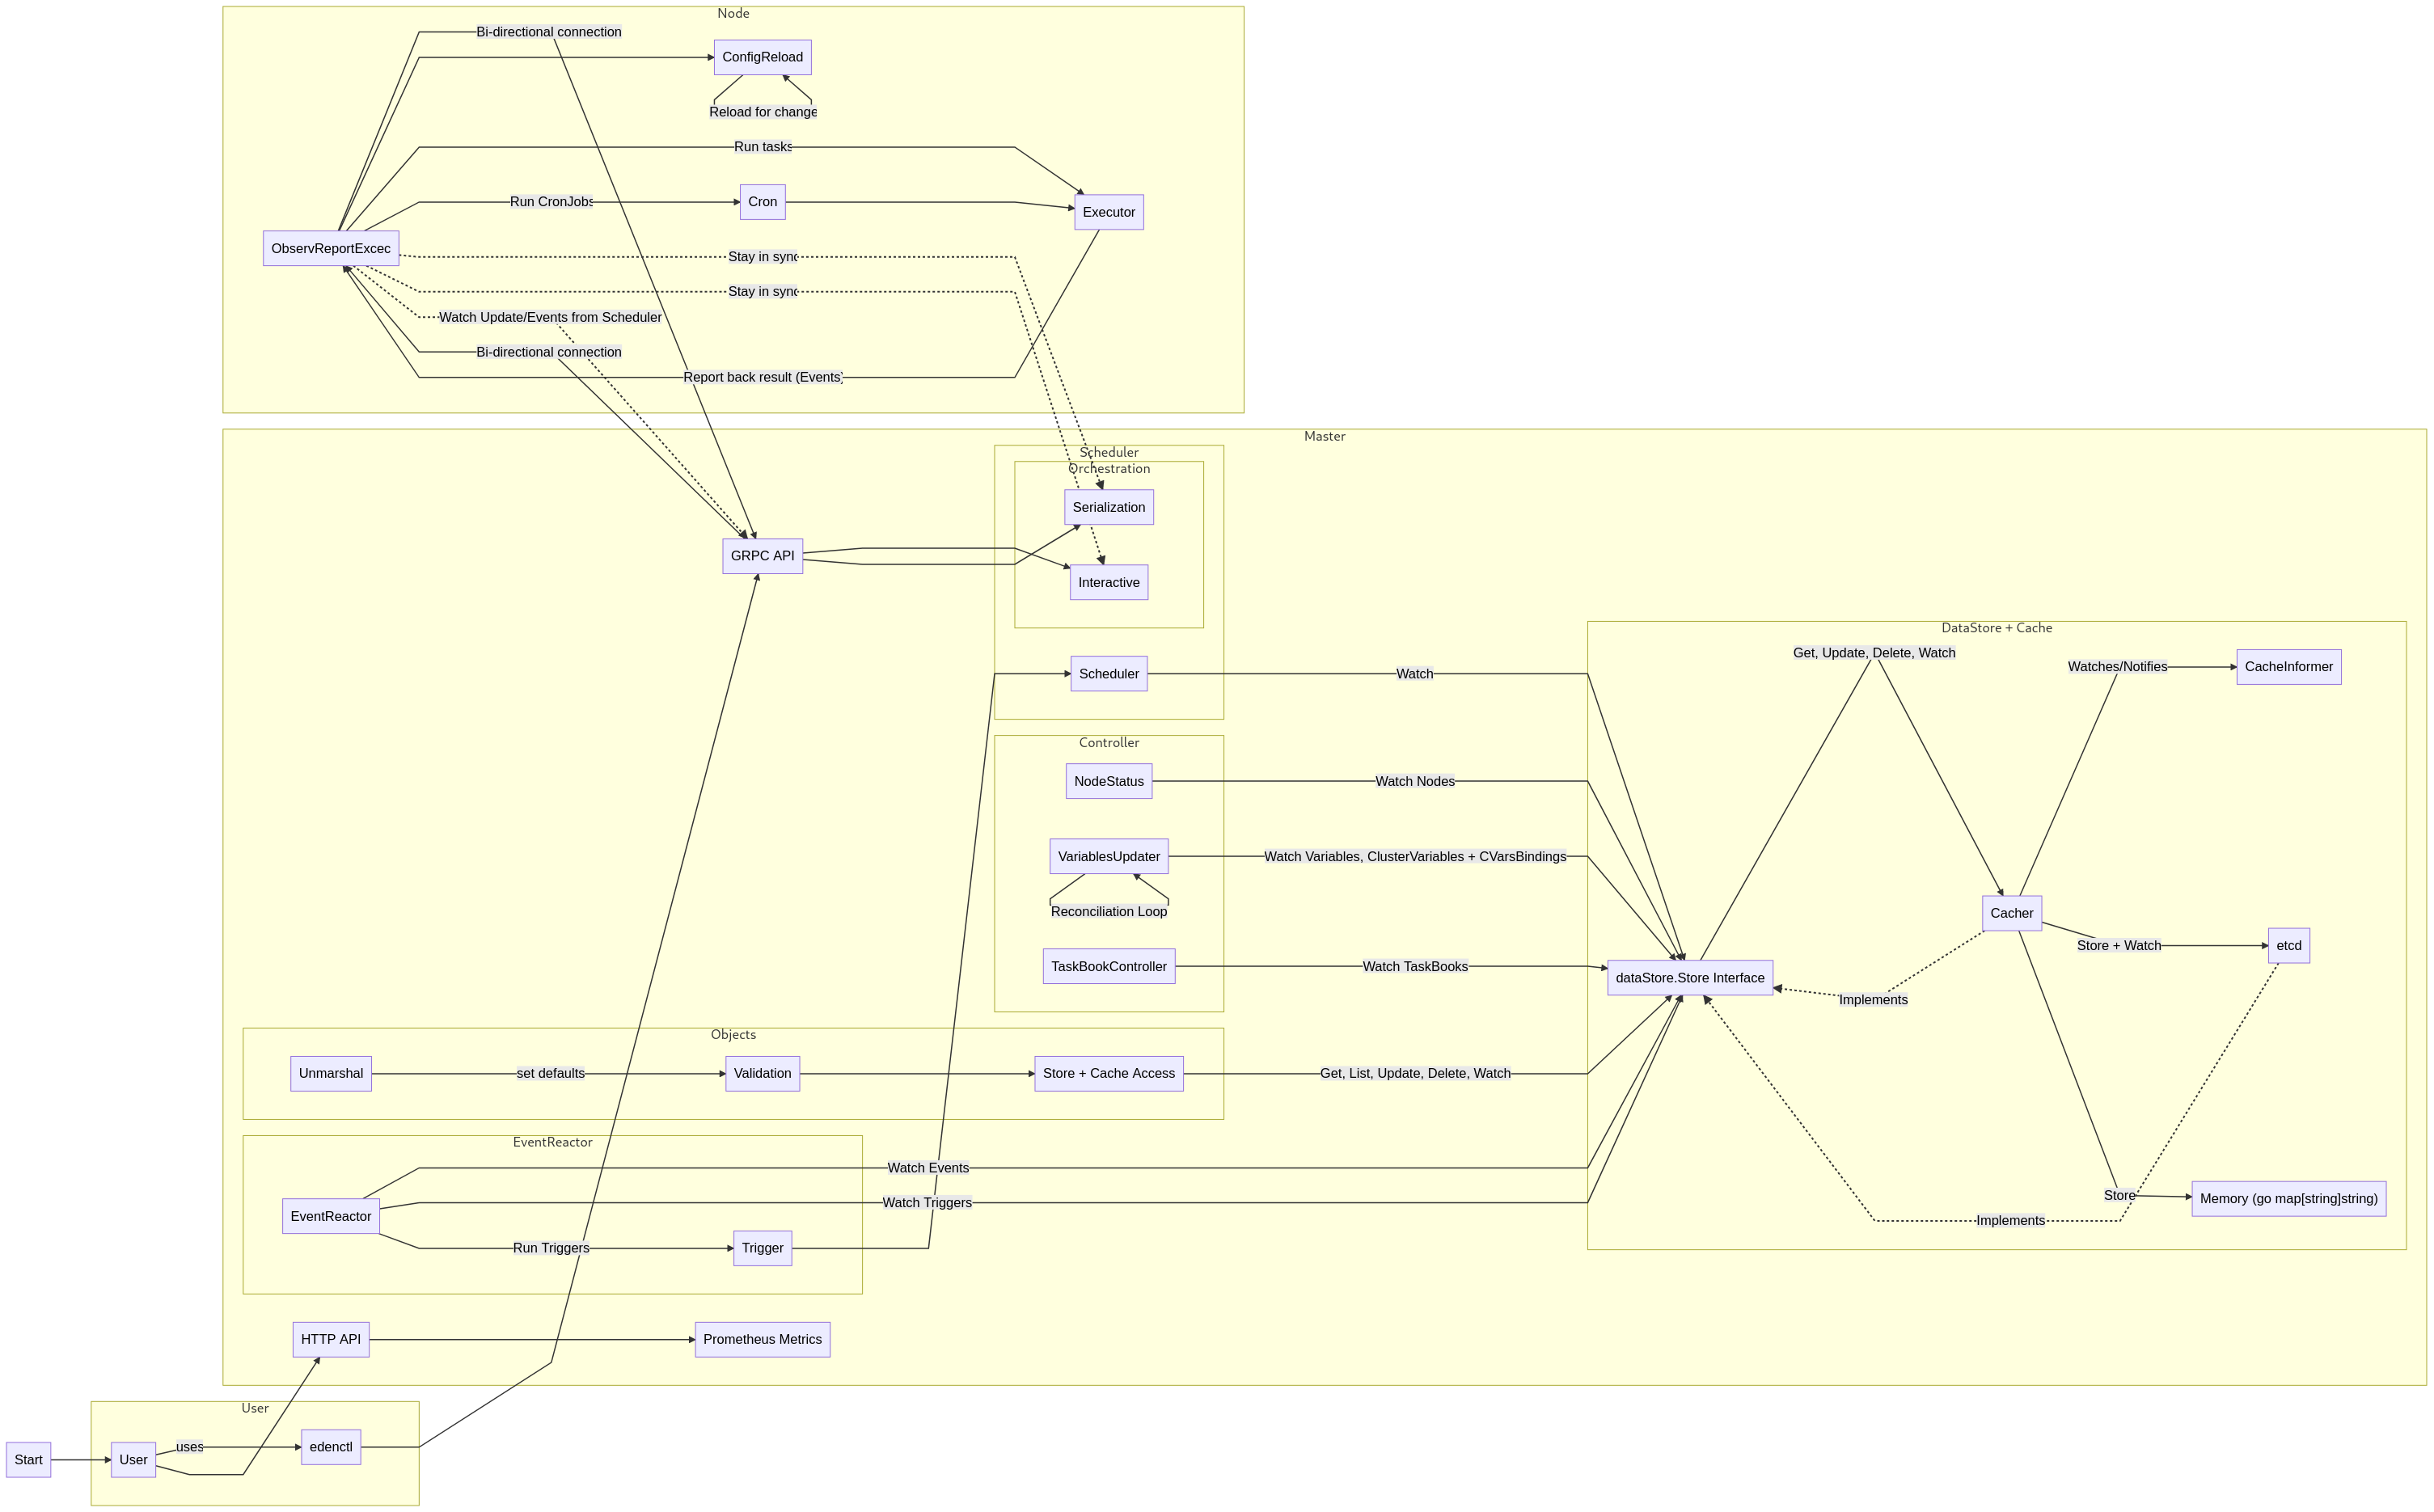 Node
Bi-directional connection
ConfigReload
Reload for change
Run tasks
Run CronJobs
Cron
Executor
ObservReportExcec
Stay in sync
Stay in sync
Watch Update/Events from Scheduler
Bi-directional connection
Report back result (Events)
Master
Scheduler
Orchestration
Serialization
GRPC API
Interactive
DataStore + Cache
Get, Update, Delete, Watch
Watches/Notifies
CacheInformer
Scheduler
Watch
Controller
NodeStatus
Watch Nodes
VariablesUpdater
Watch Variables, ClusterVariables + CVarsBindings
Reconciliation Loop
Cacher
Store + Watch
etcd
TaskBookController
Watch TaskBooks
dataStore.Store Interface
Implements
Objects
Unmarshal
set defaults
Validation
Store + Cache Access
Get, List, Update, Delete, Watch
EventReactor
Watch Events
EventReactor
Watch Triggers
Store
Memory (go map[string]string)
Implements
Run Triggers
Trigger
HTTP API
Prometheus Metrics
User
Start
User
uses
edenctl